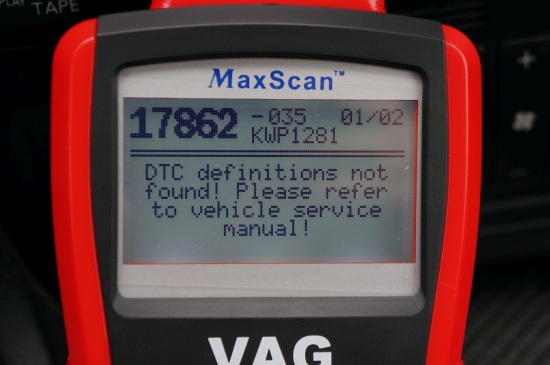 TAPE
MaxScan™
17862 -035 01/02
KWP1281
DTC definitions not
found! Please refer
to vehicle service
manual!
VAG